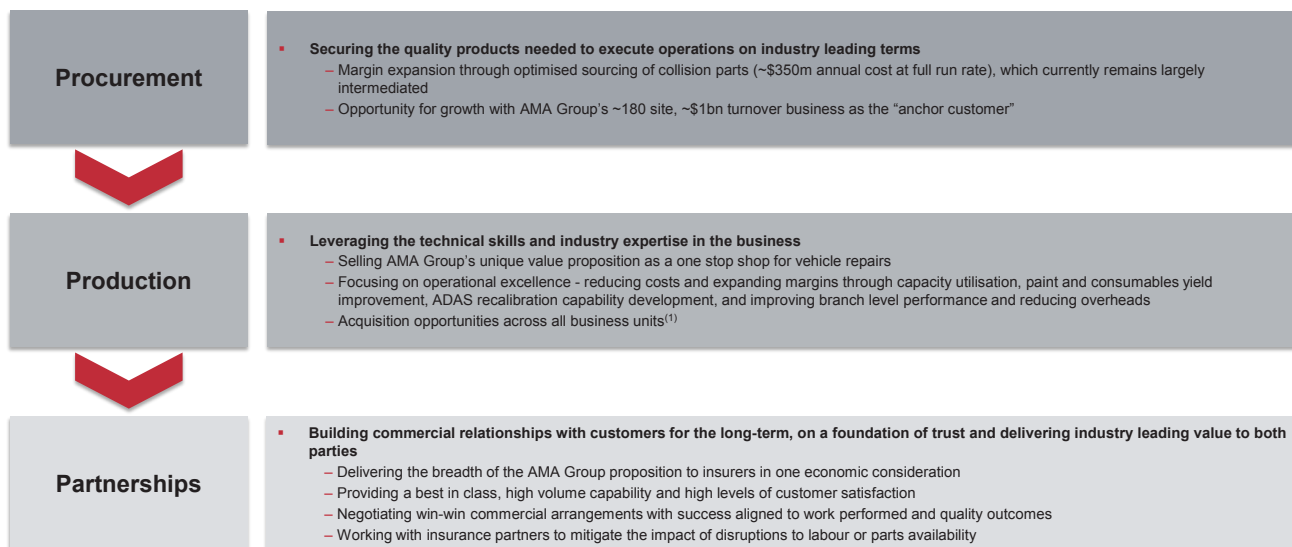 Procurement
▪ Securing the quality products needed to execute operations on industry leading terms
– Margin expansion through optimised sourcing of collision parts (~$350m annual cost at full run rate), which currently remains largely
intermediated
– Opportunity for growth with AMA Group’s ~180 site, ~$1bn turnover business as the “anchor customer”
Production
▪ Leveraging the technical skills and industry expertise in the business
– Selling AMA Group’s unique value proposition as a one stop shop for vehicle repairs
– Focusing on operational excellence - reducing costs and expanding margins through capacity utilisation, paint and consumables yield
improvement, ADAS recalibration capability development, and improving branch level performance and reducing overheads
– Acquisition opportunities across all business units(1)
Partnerships
▪ Building commercial relationships with customers for the long-term, on a foundation of trust and delivering industry leading value to both
parties
– Delivering the breadth of the AMA Group proposition to insurers in one economic consideration
– Providing a best in class, high volume capability and high levels of customer satisfaction
– Negotiating win-win commercial arrangements with success aligned to work performed and quality outcomes
– Working with insurance partners to mitigate the impact of disruptions to labour or parts availability